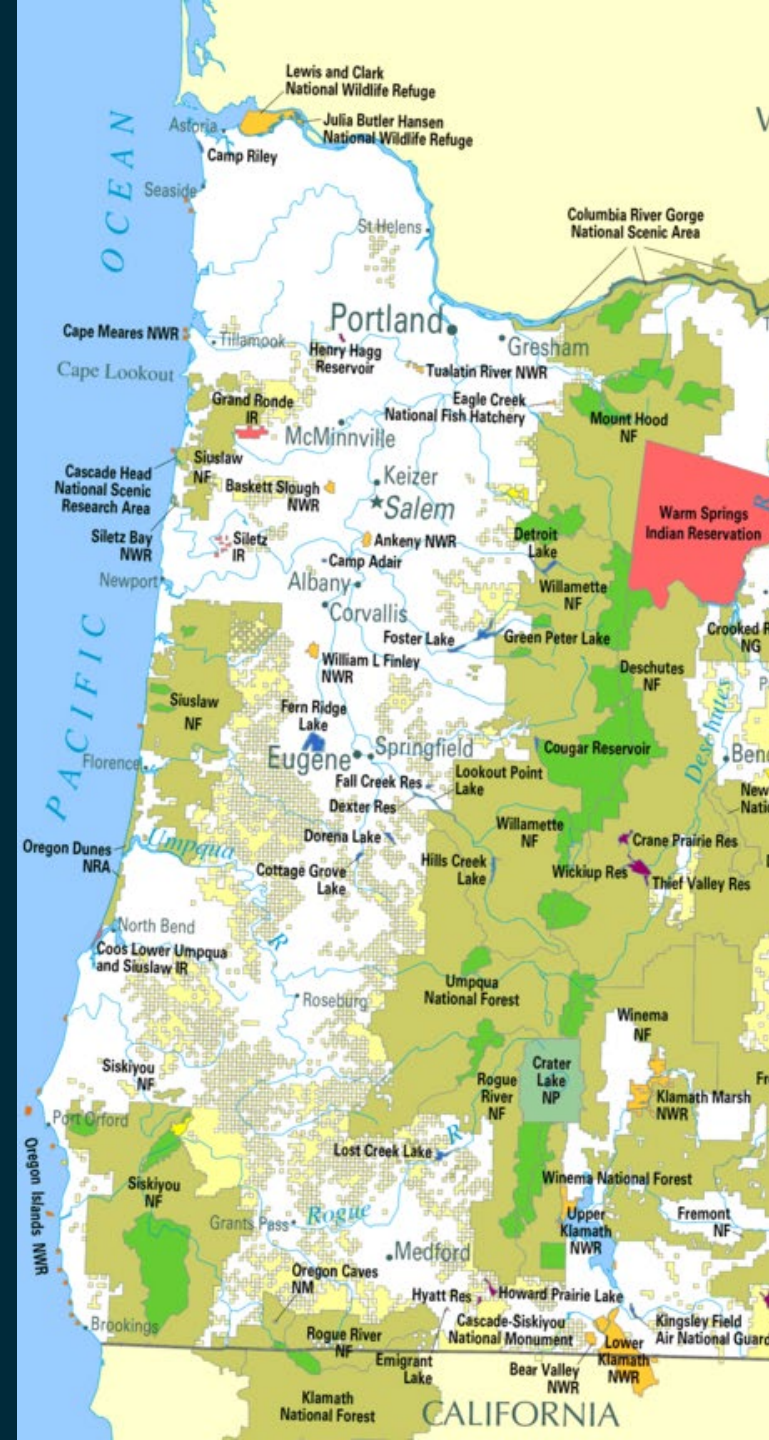 Lewis and Clark
National Wildlife Refuge
Julia Butler Hansen
National Wildlife Refuge
Astoria
Camp Riley
OCEAN
Seaside
St Helens
Columbia River Gorge
National Scenic Area
Portland
Gresham
Cape Meares NWR
Tillamook
Henry Hagg
Reservoir
Tualatin River NWR
Cape Lookout
Eagle Creek
National Fish Hatchery
Grand Ronde
IR
Mount Hood
NF
McMinnville
Siuslaw
NF
Cascade Head
National Scenic
Research Area
Baskett Slough
NWR
Keizer
Salem
Warm Springs
Indian Reservation
R
Siletz Bay
NWR
Siletz
IR
Ankeny NWR
Detroit
Lake
Camp Adair
Newport
Albany
Willamette
NF
Corvallis
Foster Lake
Green Peter Lake
Crooked R
NG
William L Finley
NWR
Deschutes
NF
PACIFIC
Siuslaw
NF
Fern Ridge
Lake
Deschutes
Eugene
Springfield
Cougar Reservoir
Bend
Florence
Fall Creek Res
Lookout Point
Lake
New
Natio
Dexter Res
Oregon Dunes
NRA
Umpqua
Dorena Lake
Willamette
NF
Crane Prairie Res
Cottage Grove
Lake
Hills Creek
Lake
Wickiup Res
Thief Valley Res
North Bend
R
Coos Lower Umpqua
and Siuslaw IR
Umpqua
National Forest
Roseburg
Winema
NF
Siskiyou
NF
Rogue
River
NF
Crater
Lake
NP
Fr
Klamath Marsh
NWR
Port Orford
R
Lost Creek Lake
Oregon Islands NWR
Siskiyou
NF
Winema National Forest
Grants Pass
Rogue
Upper
Klamath
NWR
Fremont
NF
Medford
Oregon Caves
NM
Hyatt Res
Howard Prairie Lake
Brookings
Rogue River
NF
Cascade-Siskiyou
National Monument
Kingsley Field
Air National Guard
Emigrant
Lake
Lower
Klamath
NWR
Bear Valley
NWR
Klamath
National Forest
CALIFORNIA